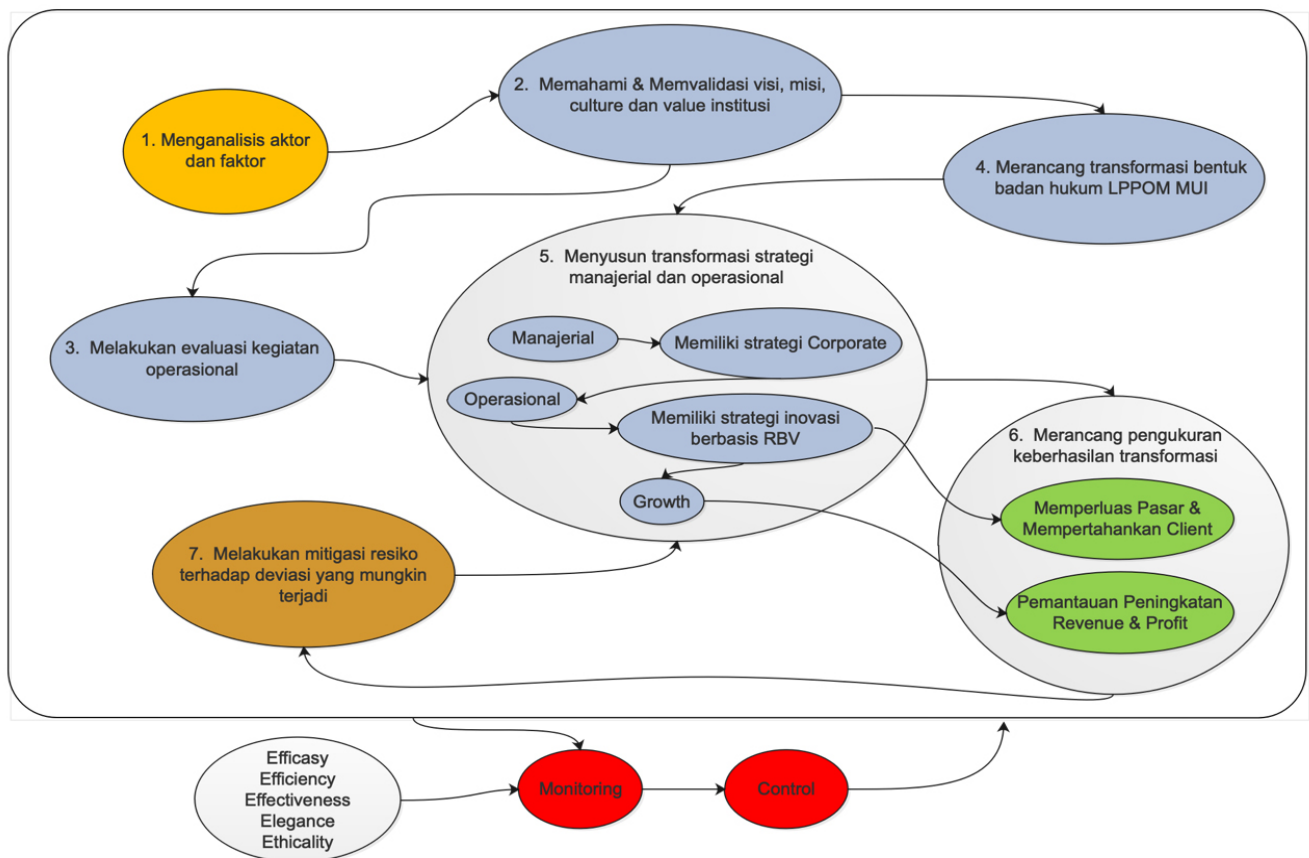 1. Menganalisis aktor
dan faktor
2. Memahami & Memvalidasi visi, misi,
culture dan value institusi
4. Merancang transformasi bentuk
badan hukum LPPOM MUI
3. Melakukan evaluasi kegiatan
operasional
5. Menyusun transformasi strategi
manajerial dan operasional
Manajerial
Memiliki strategi Corporate
Operasional
Memiliki strategi inovasi
berbasis RBV
Growth
6. Merancang pengukuran
keberhasilan transformasi
Memperluas Pasar &
Mempertahankan Client
Pemantauan Peningkatan
Revenue & Profit
7. Melakukan mitigasi resiko
terhadap deviasi yang mungkin
terjadi
Efficasy
Efficiency
Effectiveness
Elegance
Ethicality
Monitoring
Control